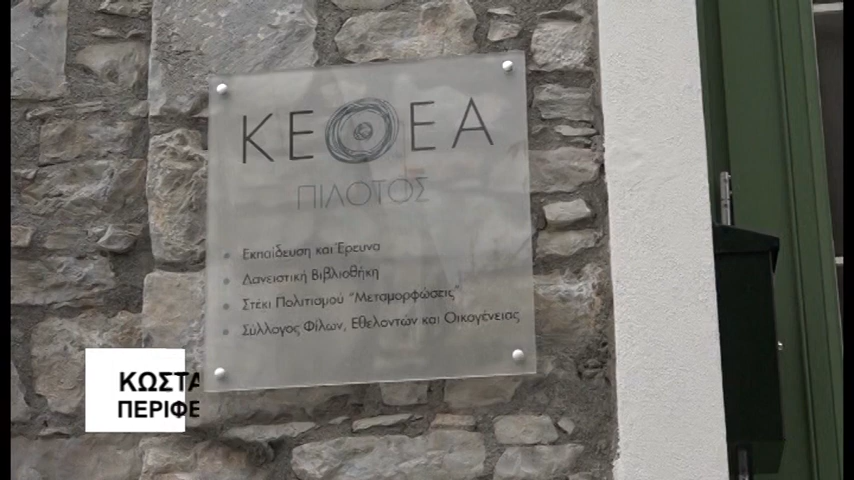 ΚΕΘΕΑ
ΠΙΛΟΤΟΣ
Εκπαίδευση και Έρευνα
Δανειστική Βιβλιοθήκη
Στέκι Πολιτισμού "Μεταμορφώσεις"
Σύλλογος Φίλων, Εθελοντών και Οικογένειας
ΚΩΣΤΑ
ΠΕΡΙΦΕ